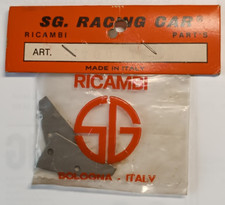 SG. RACING CARS
RICAMBI PARTS
ART.
MADE IN ITALY
RICAMBI
SG
BOLOGNA - ITALY